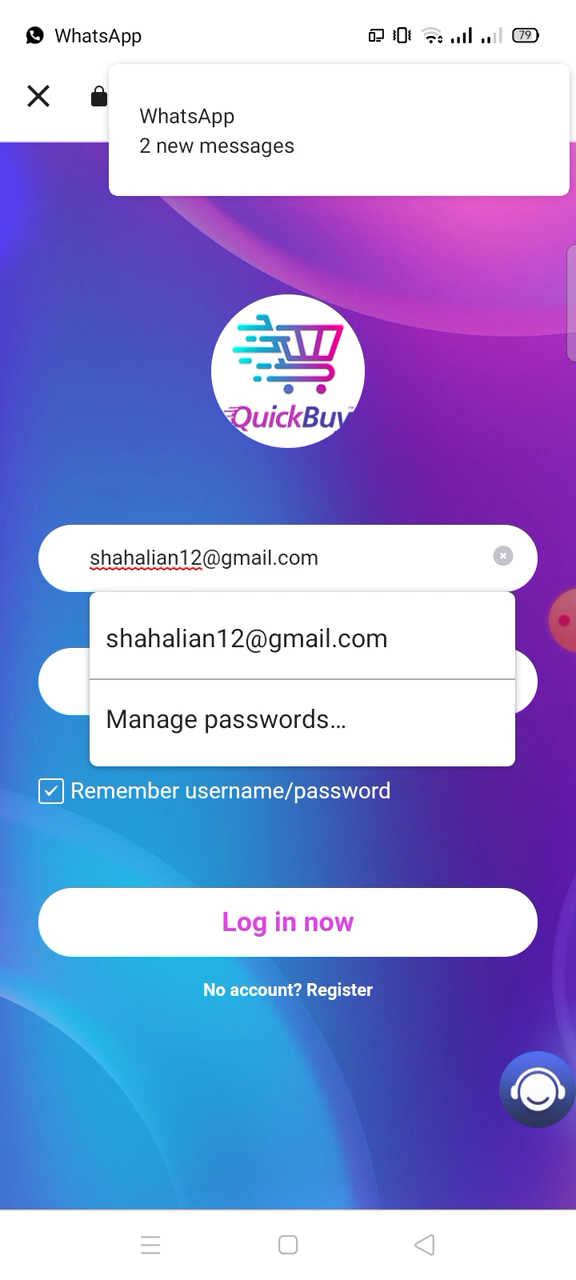 WhatsApp
79
WhatsApp
2 new messages
QuickBuy
shahalian12@gmail.com
shahalian12@gmail.com
Manage passwords...
Remember username/password
Log in now
No account? Register